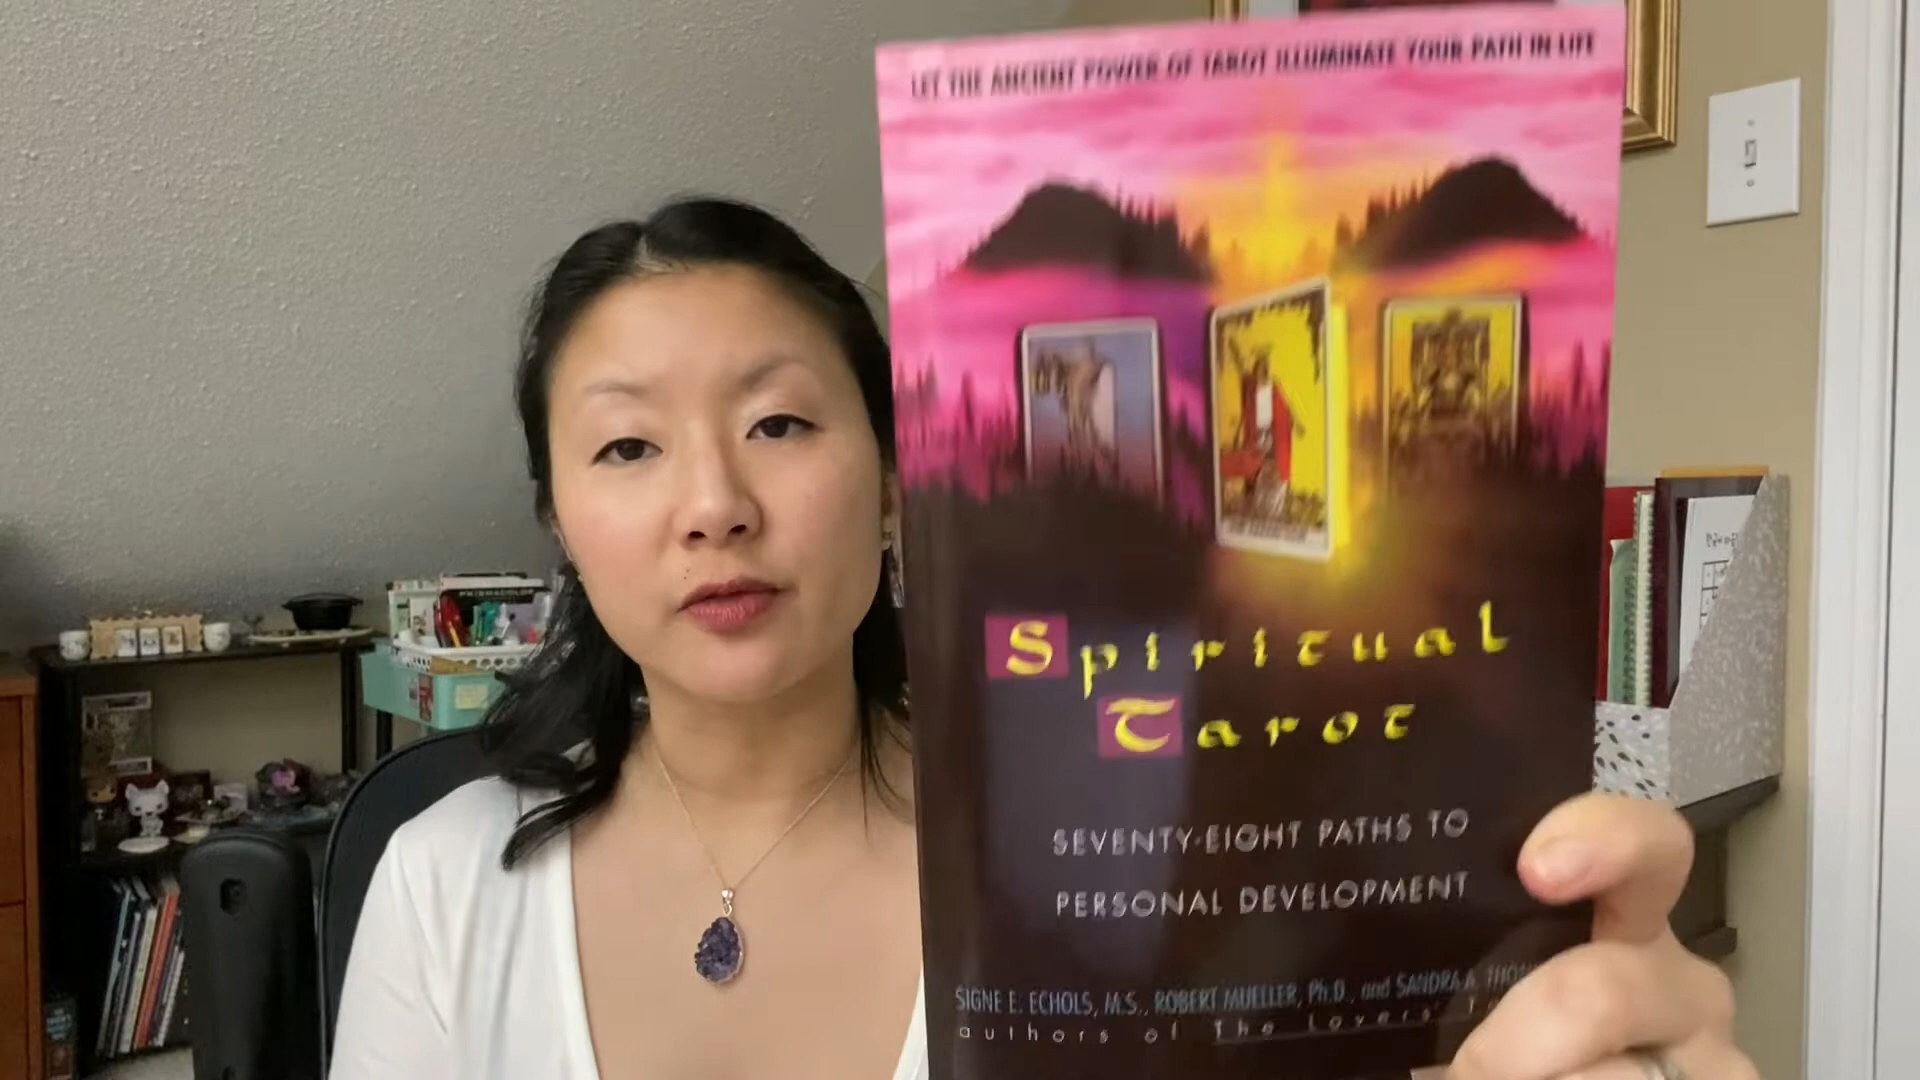 LET THE ANCIENT POWER OF TAROT ILLUMINATE YOUR PATH IN LIFE
Spiritual
Tarot
SEVENTY-EIGHT PATHS TO
PERSONAL DEVELOPMENT
SIGNE E. ECHOLS, M.S., ROBERT MUELLER, Ph.D., and SANDRA A.
authors of The Lovers'
PRISMACOLOR